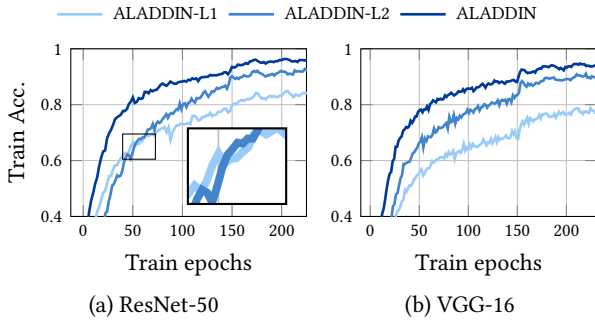 ALADDIN-L1 ALADDIN-L2 ALADDIN
Train Acc.
1
0.8
0.6
0.4
0 50 100 150 200
Train epochs
(a) ResNet-50
1
0.8
0.6
0.4
0 50 100 150 200
Train epochs
(b) VGG-16